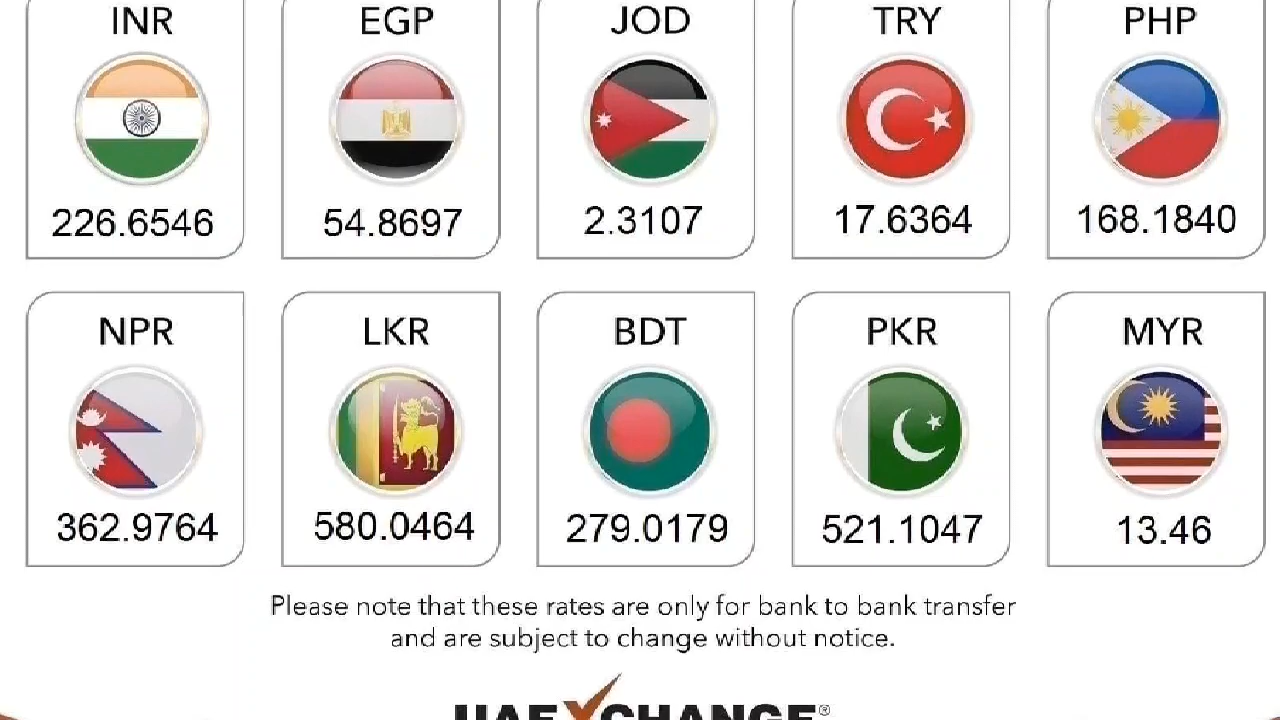 INR EGP JOD TRY PHP
226.6546 54.8697 2.3107 17.6364 168.1840
NPR LKR BDT PKR MYR
362.9764 580.0464 279.0179 521.1047 13.46
Please note that these rates are only for bank to bank transfer
and are subject to change without notice.
UAEXCHANGE®